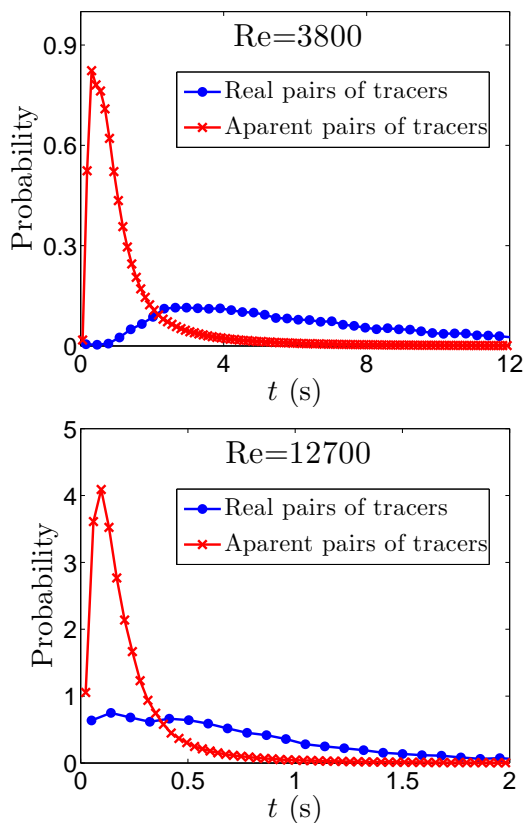 Re=3800
Real pairs of tracers
Aparent pairs of tracers
Probability
0.9
0.6
0.3
0
0 4 8 12
t (s)
Re=12700
Real pairs of tracers
Aparent pairs of tracers
Probability
5
4
3
2
1
0
0 0.5 1 1.5 2
t (s)